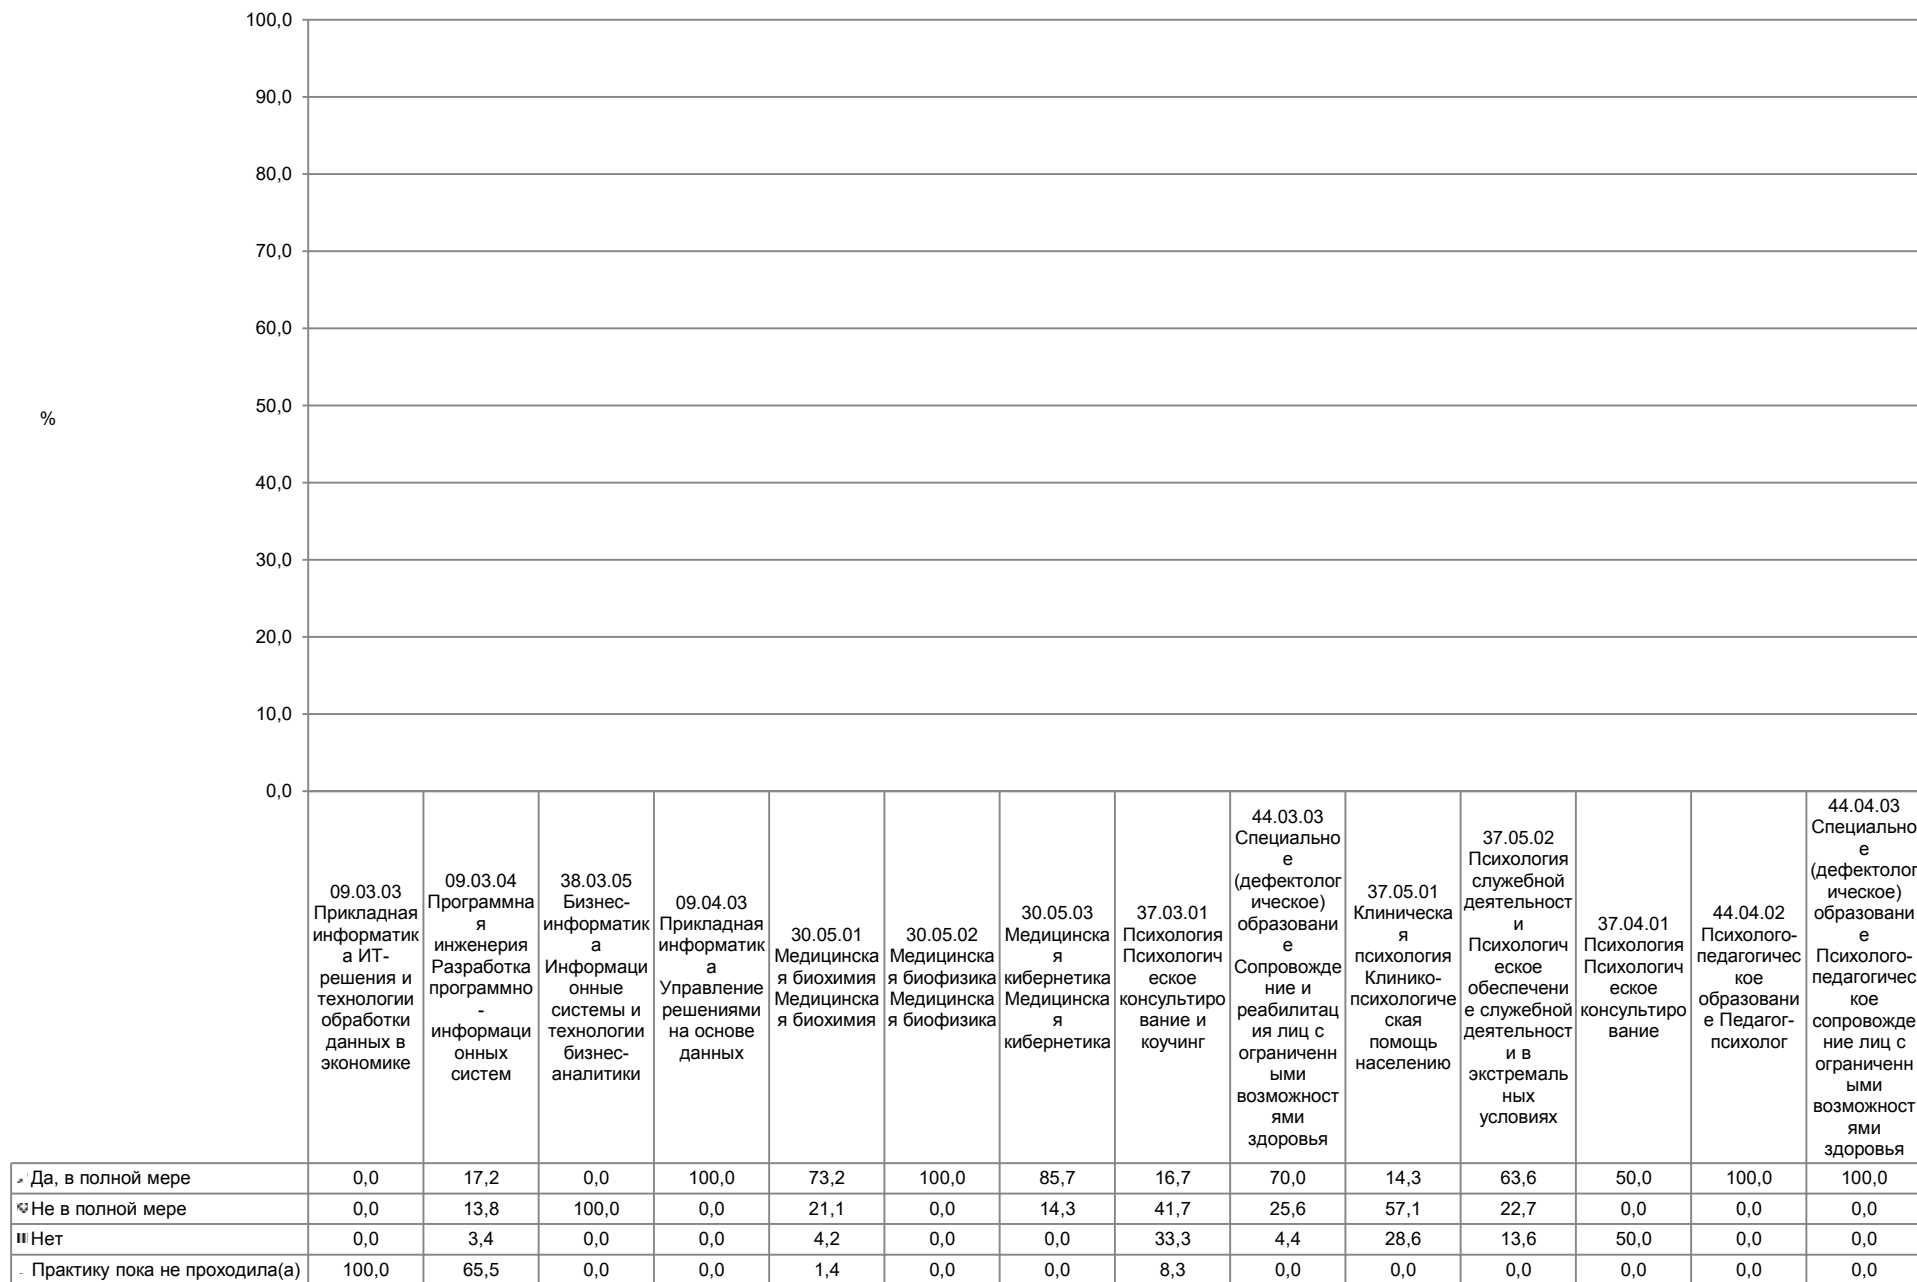 100,0
90,0
80,0
70,0
60,0
50,0
%
40,0
30,0
20,0
10,0
0,0
09.03.03
Прикладная
информатик
а ИТ-
решения и
технологии
обработки
данных в
экономике
09.03.04
Программна
я
инженерия
Разработка
программно
-
информаци
онных
систем
38.03.05
Бизнес-
информатик
а
Информаци
онные
системы и
технологии
бизнес-
аналитики
09.04.03
Прикладная
информатик
а
Управление
решениями
на основе
данных
30.05.01
Медицинска
я биохимия
Медицинска
я биохимия
30.05.02
Медицинска
я биофизика
Медицинска
я биофизика
30.05.03
Медицинска
я
кибернетика
Медицинска
я
кибернетика
37.03.01
Психология
Психологич
еское
консультиро
вание и
коучинг
44.03.03
Специально
е
(дефектолог
ическое)
образовани
е
Сопровожде
ние и
реабилитац
ия лиц с
ограниченн
ыми
возможност
ями
здоровья
37.05.01
Клиническа
я
психология
Клинико-
психологиче
ская
помощь
населению
37.05.02
Психология
служебной
деятельност
и
Психологич
еское
обеспечени
е служебной
деятельност
и в
экстремаль
ных
условиях
37.04.01
Психология
Психологич
еское
консультиро
вание
44.04.02
Психолого-
педагогичес
кое
образовани
е Педагог-
психолог
44.04.03
Специально
е
(дефектолог
ическое)
образовани
е
Психолого-
педагогичес
кое
сопровожде
ние лиц с
ограниченн
ыми
возможност
ями
здоровья
Да, в полной мере 0,0 17,2 0,0 100,0 73,2 100,0 85,7 16,7 70,0 14,3 63,6 50,0 100,0 100,0
Не в полной мере 0,0 13,8 100,0 0,0 21,1 0,0 14,3 41,7 25,6 57,1 22,7 0,0 0,0 0,0
Нет 0,0 3,4 0,0 0,0 4,2 0,0 0,0 33,3 4,4 28,6 13,6 50,0 0,0 0,0
Практику пока не проходила(а) 100,0 65,5 0,0 0,0 1,4 0,0 0,0 8,3 0,0 0,0 0,0 0,0 0,0 0,0